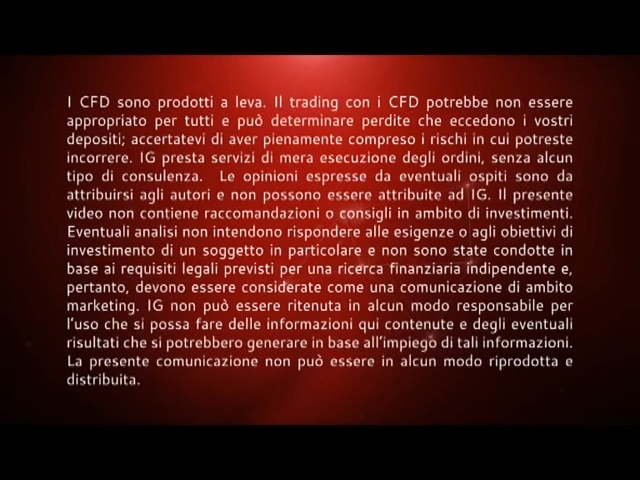 I CFD sono prodotti a leva. Il trading con i CFD potrebbe non essere
appropriato per tutti e può determinare perdite che eccedono i vostri
depositi; accertatevi di aver pienamente compreso i rischi in cui potreste
incorrere. IG presta servizi di mera esecuzione degli ordini, senza alcun
tipo di consulenza.  Le opinioni espresse da eventuali ospiti sono da
attribuirsi agli autori e non possono essere attribuite ad IG. Il presente
video non contiene raccomandazioni o consigli in ambito di investimenti.
Eventuali analisi non intendono rispondere alle esigenze o agli obiettivi di
investimento di un soggetto in particolare e non sono state condotte in
base ai requisiti legali previsti per una ricerca finanziaria indipendente e,
pertanto, devono essere considerate come una comunicazione di ambito
marketing. IG non può essere ritenuta in alcun modo responsabile per
l'uso che si possa fare delle informazioni qui contenute e degli eventuali
risultati che si potrebbero generare in base all'impiego di tali informazioni.
La presente comunicazione non può essere in alcun modo riprodotta e
distribuita.